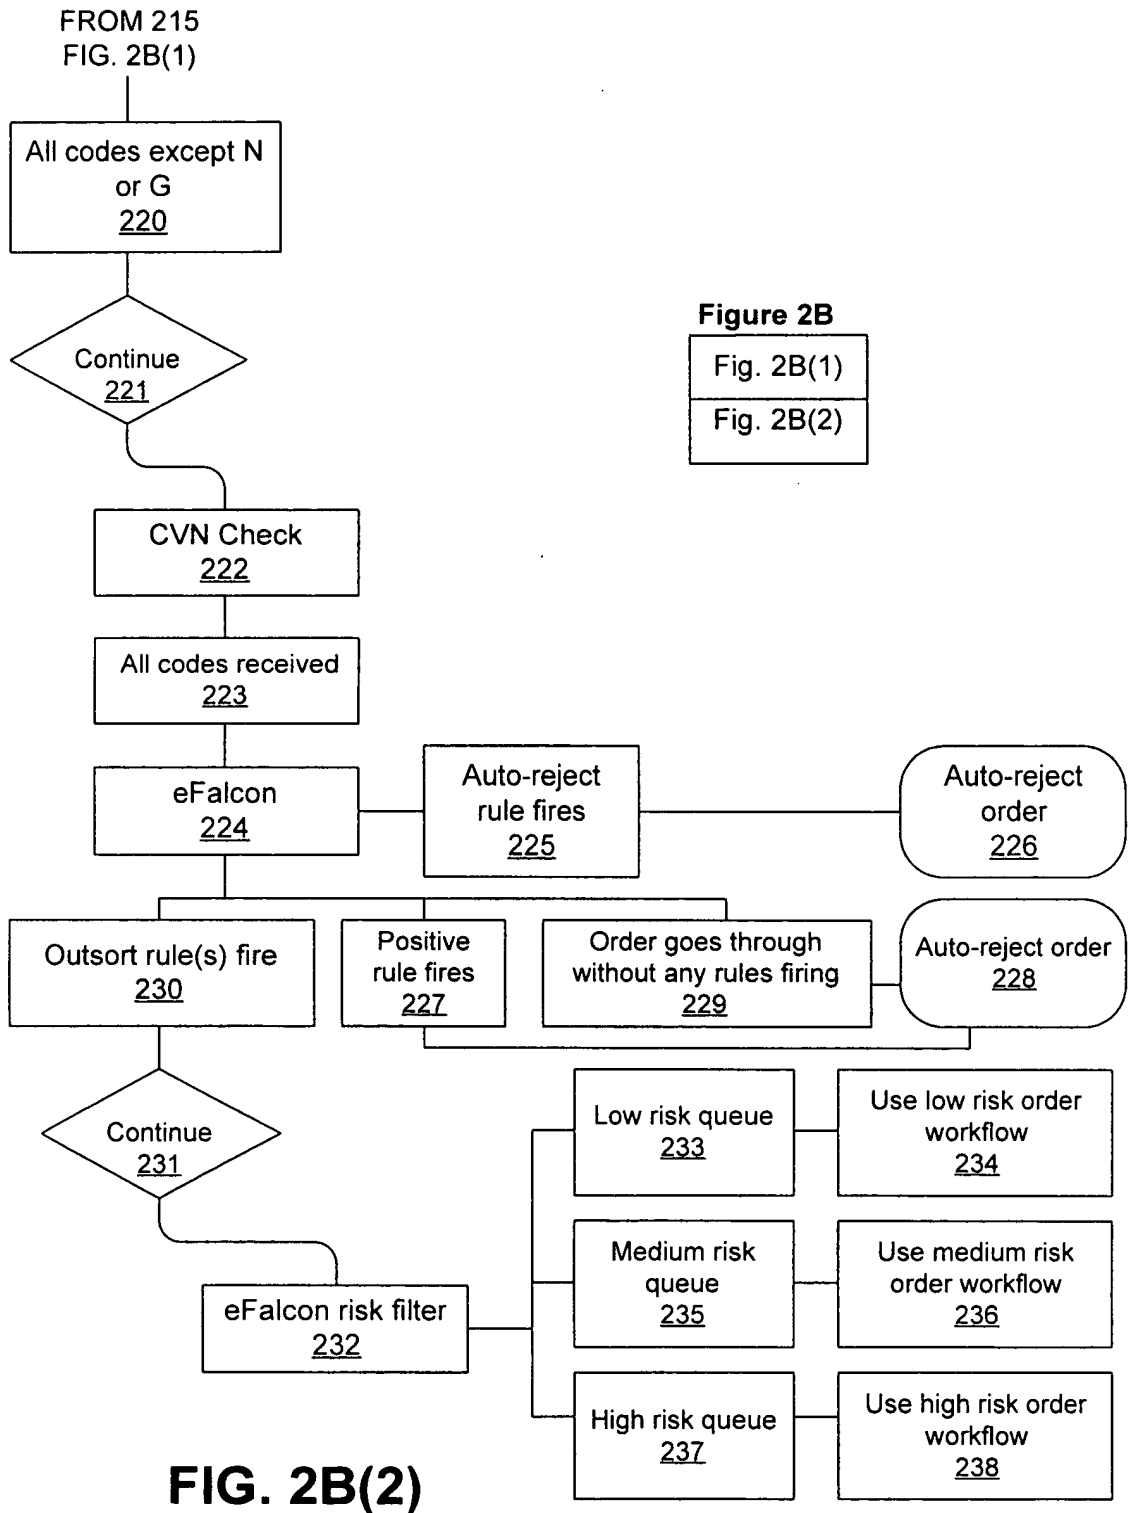 FROM 215
FIG. 2B(1)
All codes except N
or G
220
Continue
221
Figure 2B
Fig. 2B(1)
Fig. 2B(2)
CVN Check
222
All codes received
223
eFalcon
224
Auto-reject
rule fires
225
Auto-reject
order
226
Outsort rule(s) fire
230
Positive
rule fires
227
Order goes through
without any rules firing
229
Auto-reject order
228
Continue
231
Low risk queue
233
Use low risk order
workflow
234
Medium risk
queue
235
Use medium risk
order workflow
236
eFalcon risk filter
232
High risk queue
237
Use high risk order
workflow
238
FIG. 2B(2)